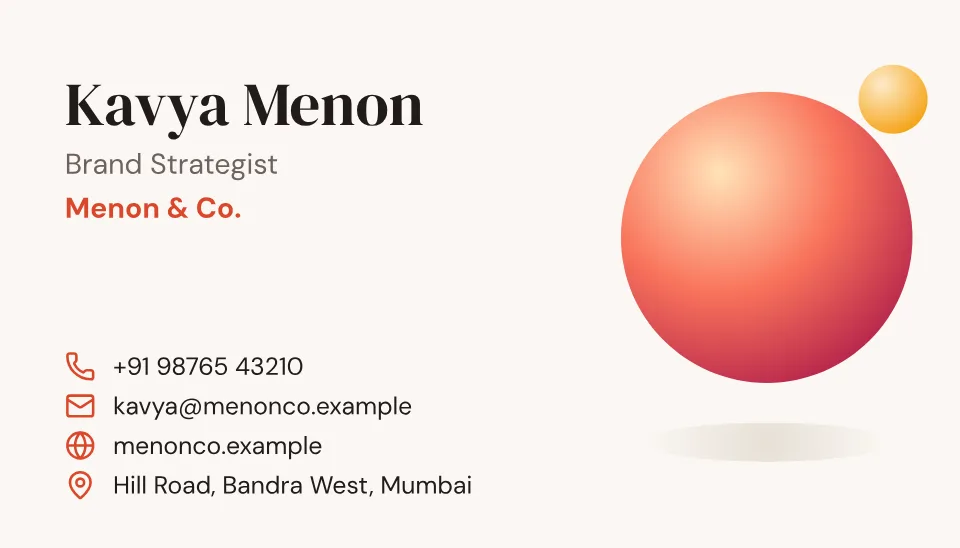 Kavya Menon
Brand Strategist
Menon & Co.
+91 98765 43210
kavya@menonco.example
menonco.example
Hill Road, Bandra West, Mumbai